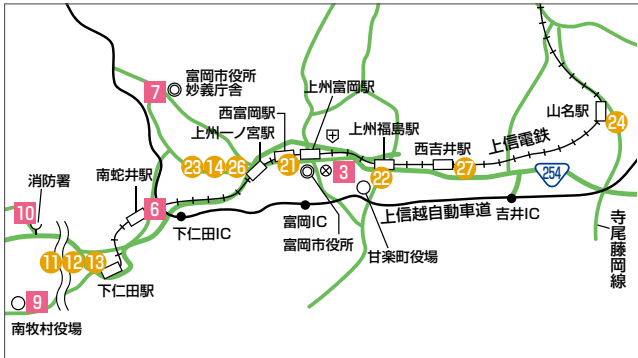 富岡市役所
妙義庁舎
7
上州富岡駅
西富岡駅
上州一ノ宮駅
上州福島駅
西吉井駅
上信電鉄
山名駅
24
23
14
26
21
3
22
27
254
南蛇井駅
消防署
10
6
下仁田IC
富岡IC
富岡市役所
上信越自動車道
甘楽町役場
吉井IC
寺尾藤岡線
11
12
13
下仁田駅
9
南牧村役場